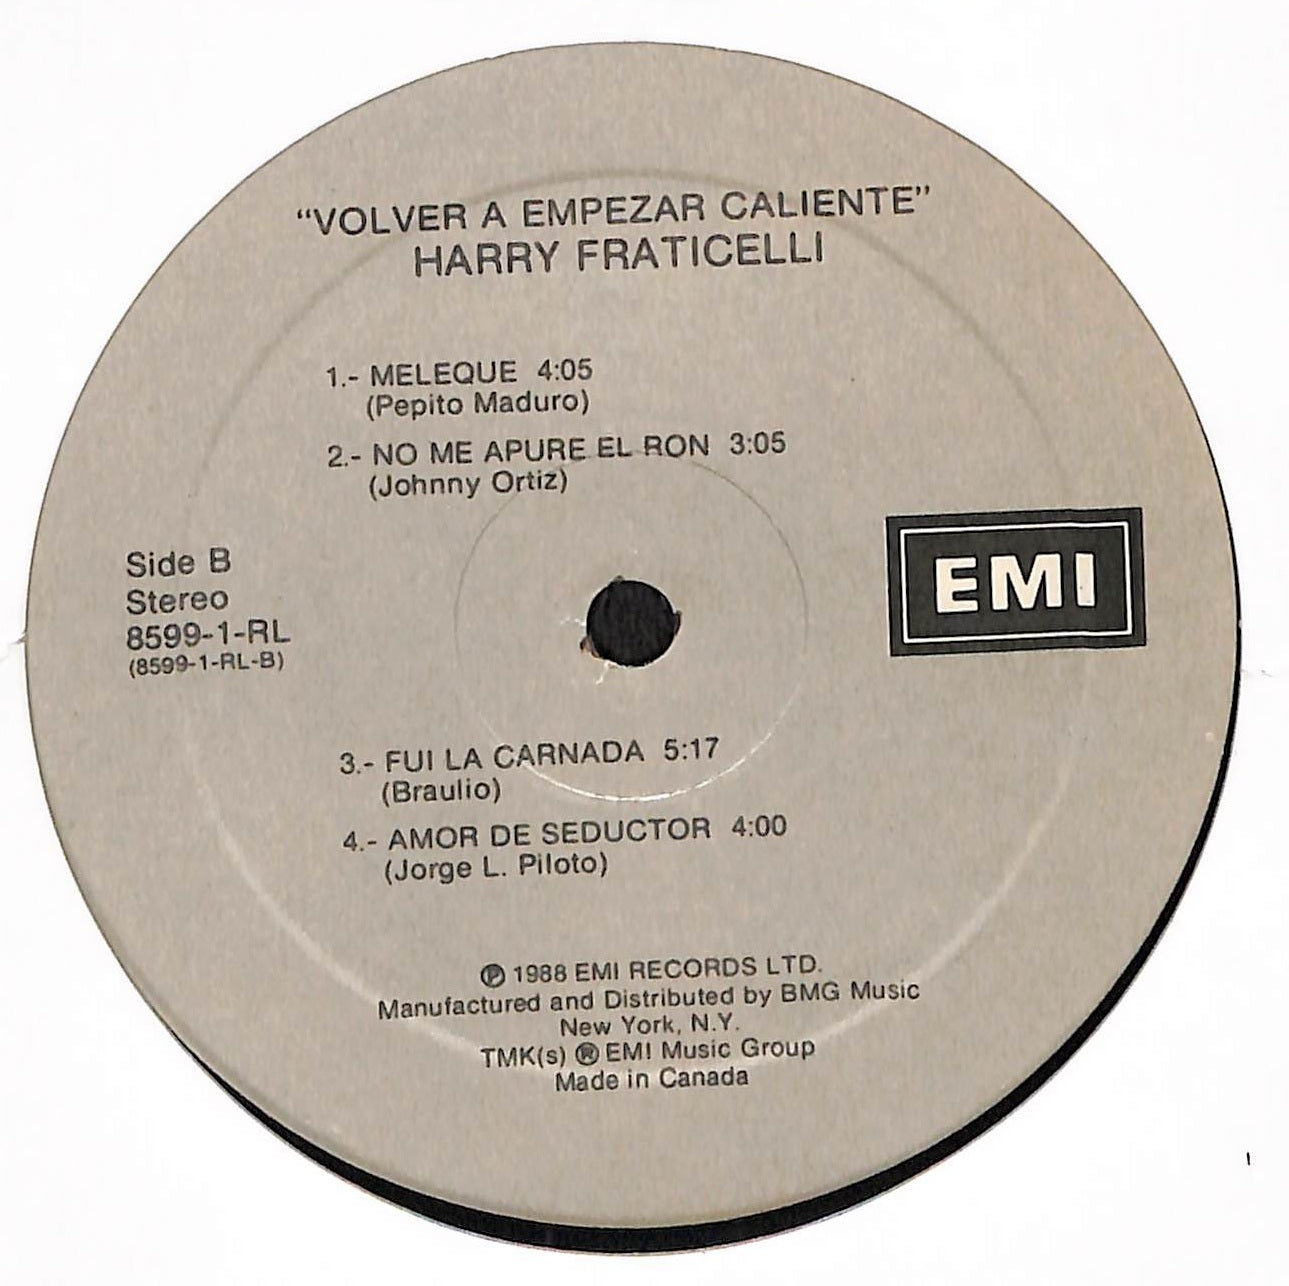 “VOLVER A EMPEZAR CALIENTE”
HARRY FRATICELLI
1.- MELEQUE 4:05
(Pepito Maduro)
2.- NO ME APURE EL RON 3:05
(Johnny Ortiz)
Side B
Stereo
8599-1-RL
(8599-1-RL-B)
EMI
3.- FUI LA CARNADA 5:17
(Braulio)
4.- AMOR DE SEDUCTOR 4:00
(Jorge L. Piloto)
℗ 1988 EMI RECORDS LTD.
Manufactured and Distributed by BMG Music
New York, N.Y.
TMK(s) ® EMI Music Group
Made in Canada